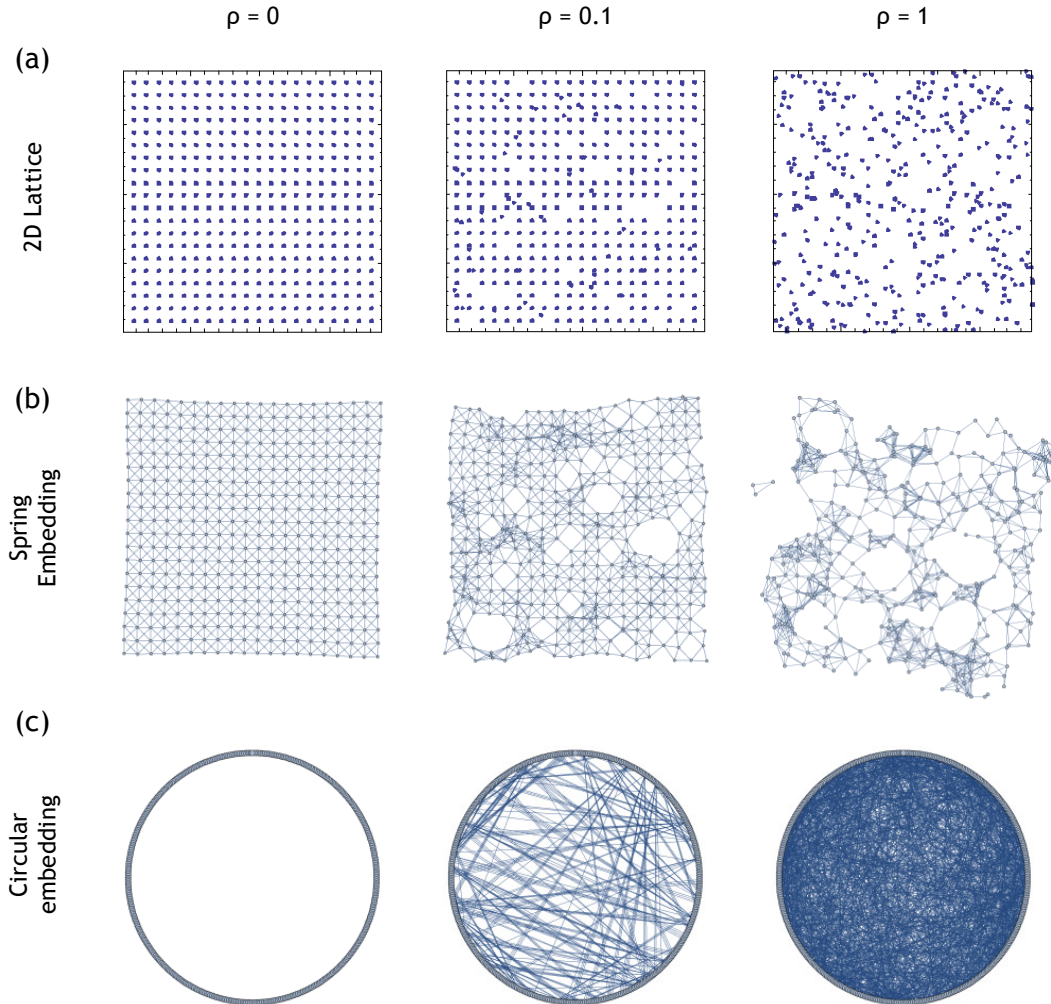 ρ = 0
ρ = 0.1
ρ = 1
(a)
2D Lattice
(b)
Spring
Embedding
(c)
Circular
embedding